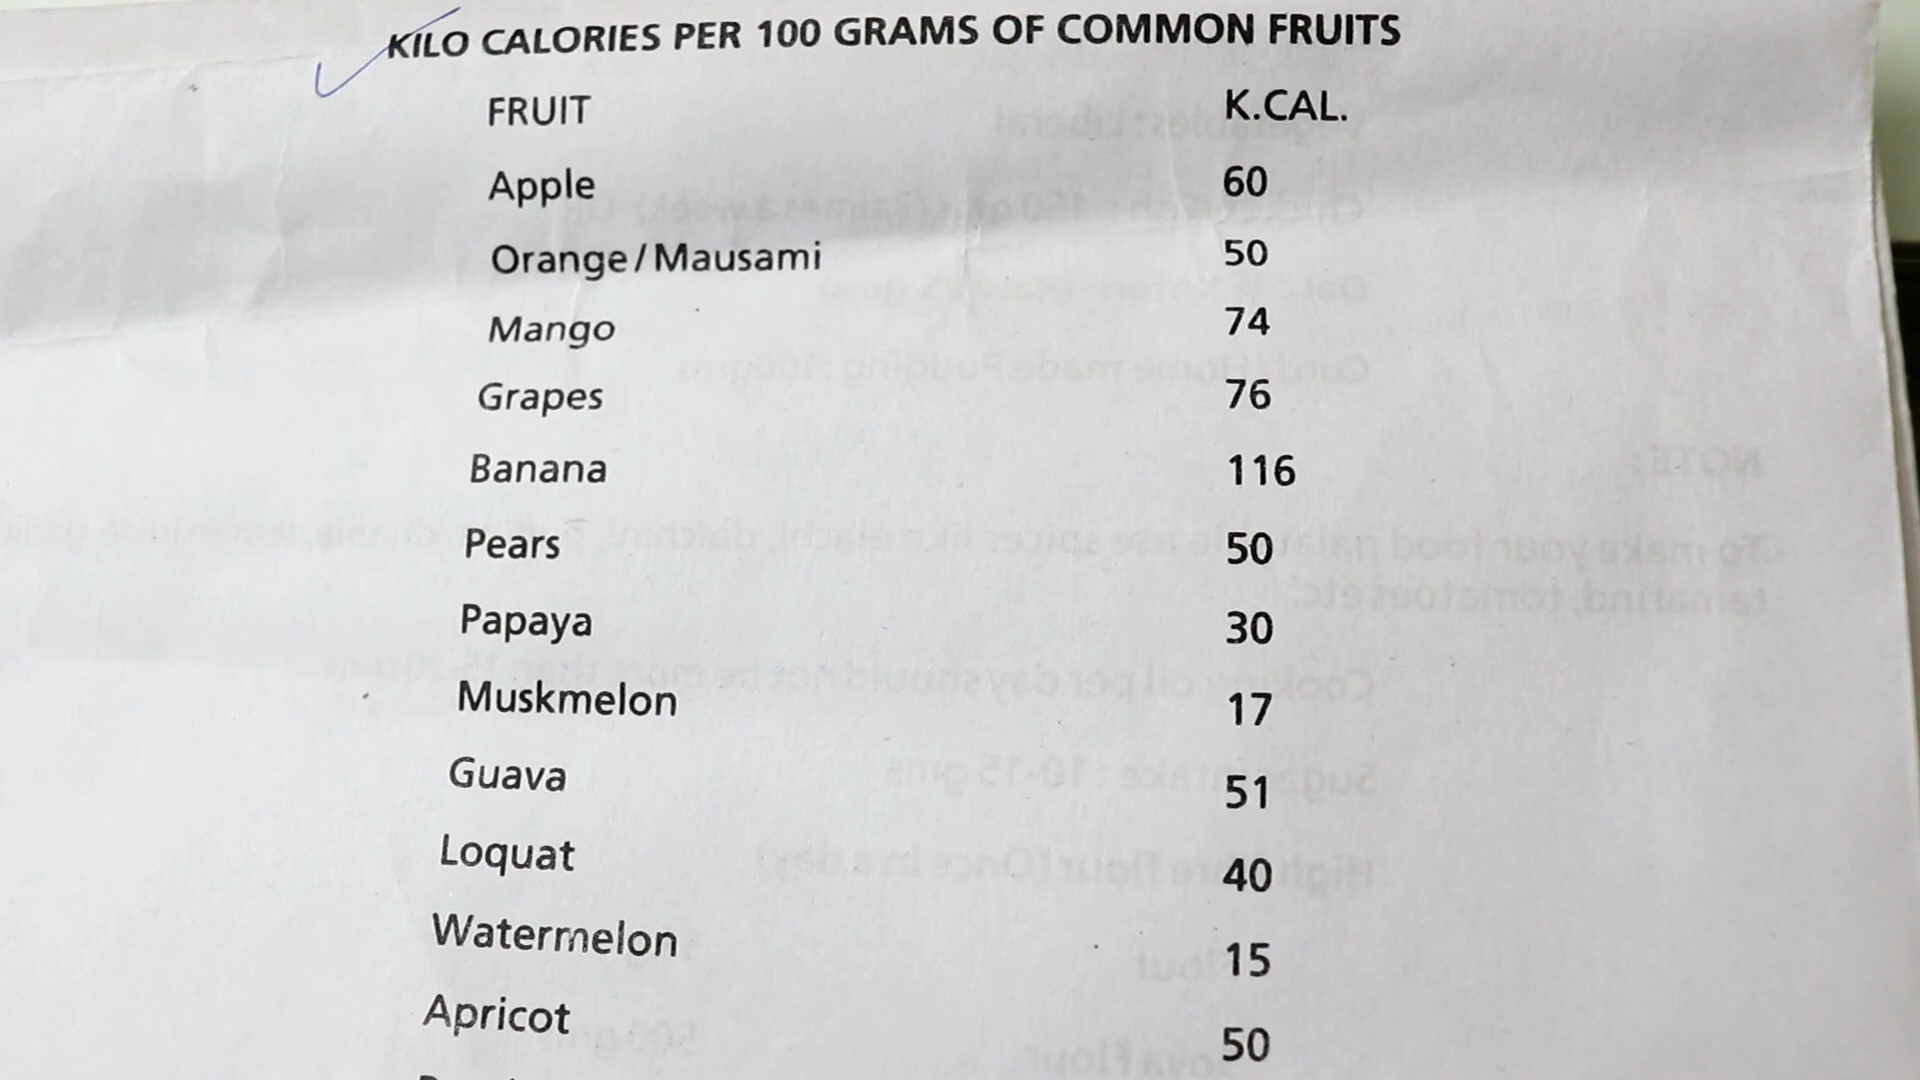 KILO CALORIES PER 100 GRAMS OF COMMON FRUITS
FRUIT K.CAL.
Apple 60
Orange/Mausami 50
Mango 74
Grapes 76
Banana 116
Pears 50
Papaya 30
Muskmelon 17
Guava 51
Loquat 40
Watermelon 15
Apricot 50